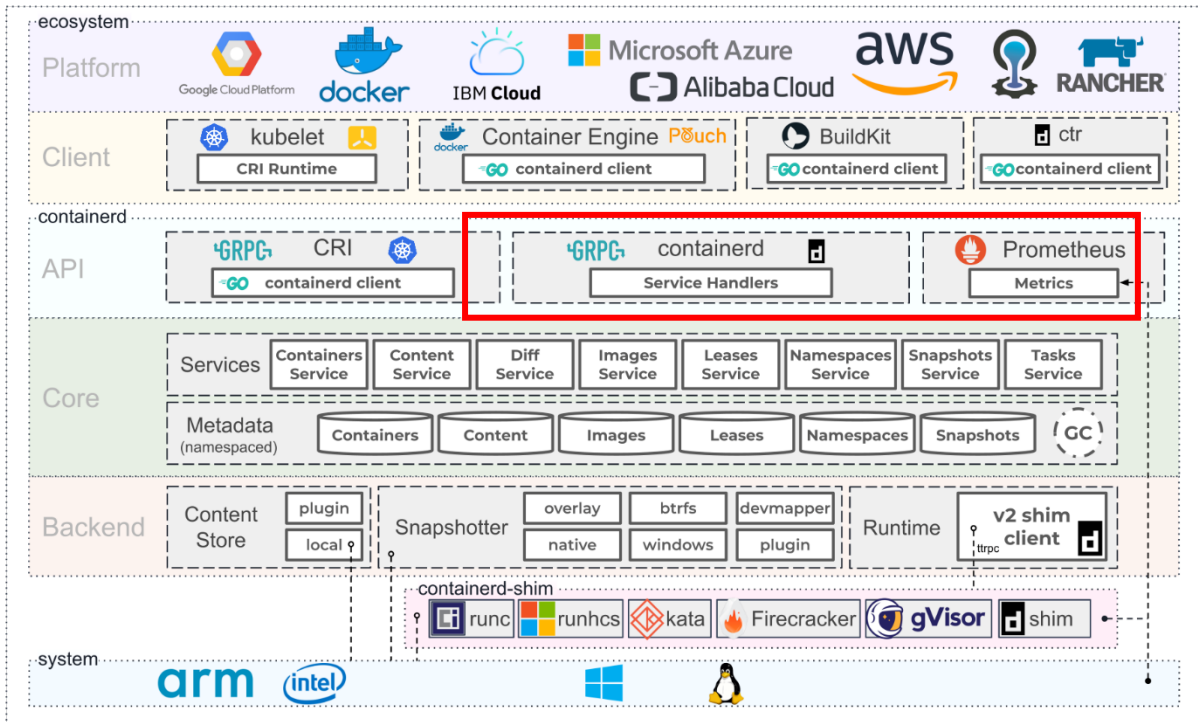 ecosystem
Platform
Google Cloud Platform
docker
IBM Cloud
Microsoft Azure
Alibaba Cloud
aws
RANCHER
Client
kubelet
CRI Runtime
docker
Container Engine
Pouch
GO containerd client
BuildKit
GO containerd client
ctr
GO containerd client
containerd
API
GRPC
CRI
GO containerd client
GRPC
containerd
Service Handlers
Prometheus
Metrics
Core
Services
Containers
Service
Content
Service
Diff
Service
Images
Service
Leases
Service
Namespaces
Service
Snapshots
Service
Tasks
Service
Metadata
(namespaced)
Containers
Content
Images
Leases
Namespaces
Snapshots
GC
Backend
Content
Store
plugin
local
Snapshotter
overlay
btrfs
devmapper
native
windows
plugin
Runtime
v2 shim
client
ttrpc
containerd-shim
runc
runhcs
kata
Firecracker
gVisor
shim
system
arm
intel